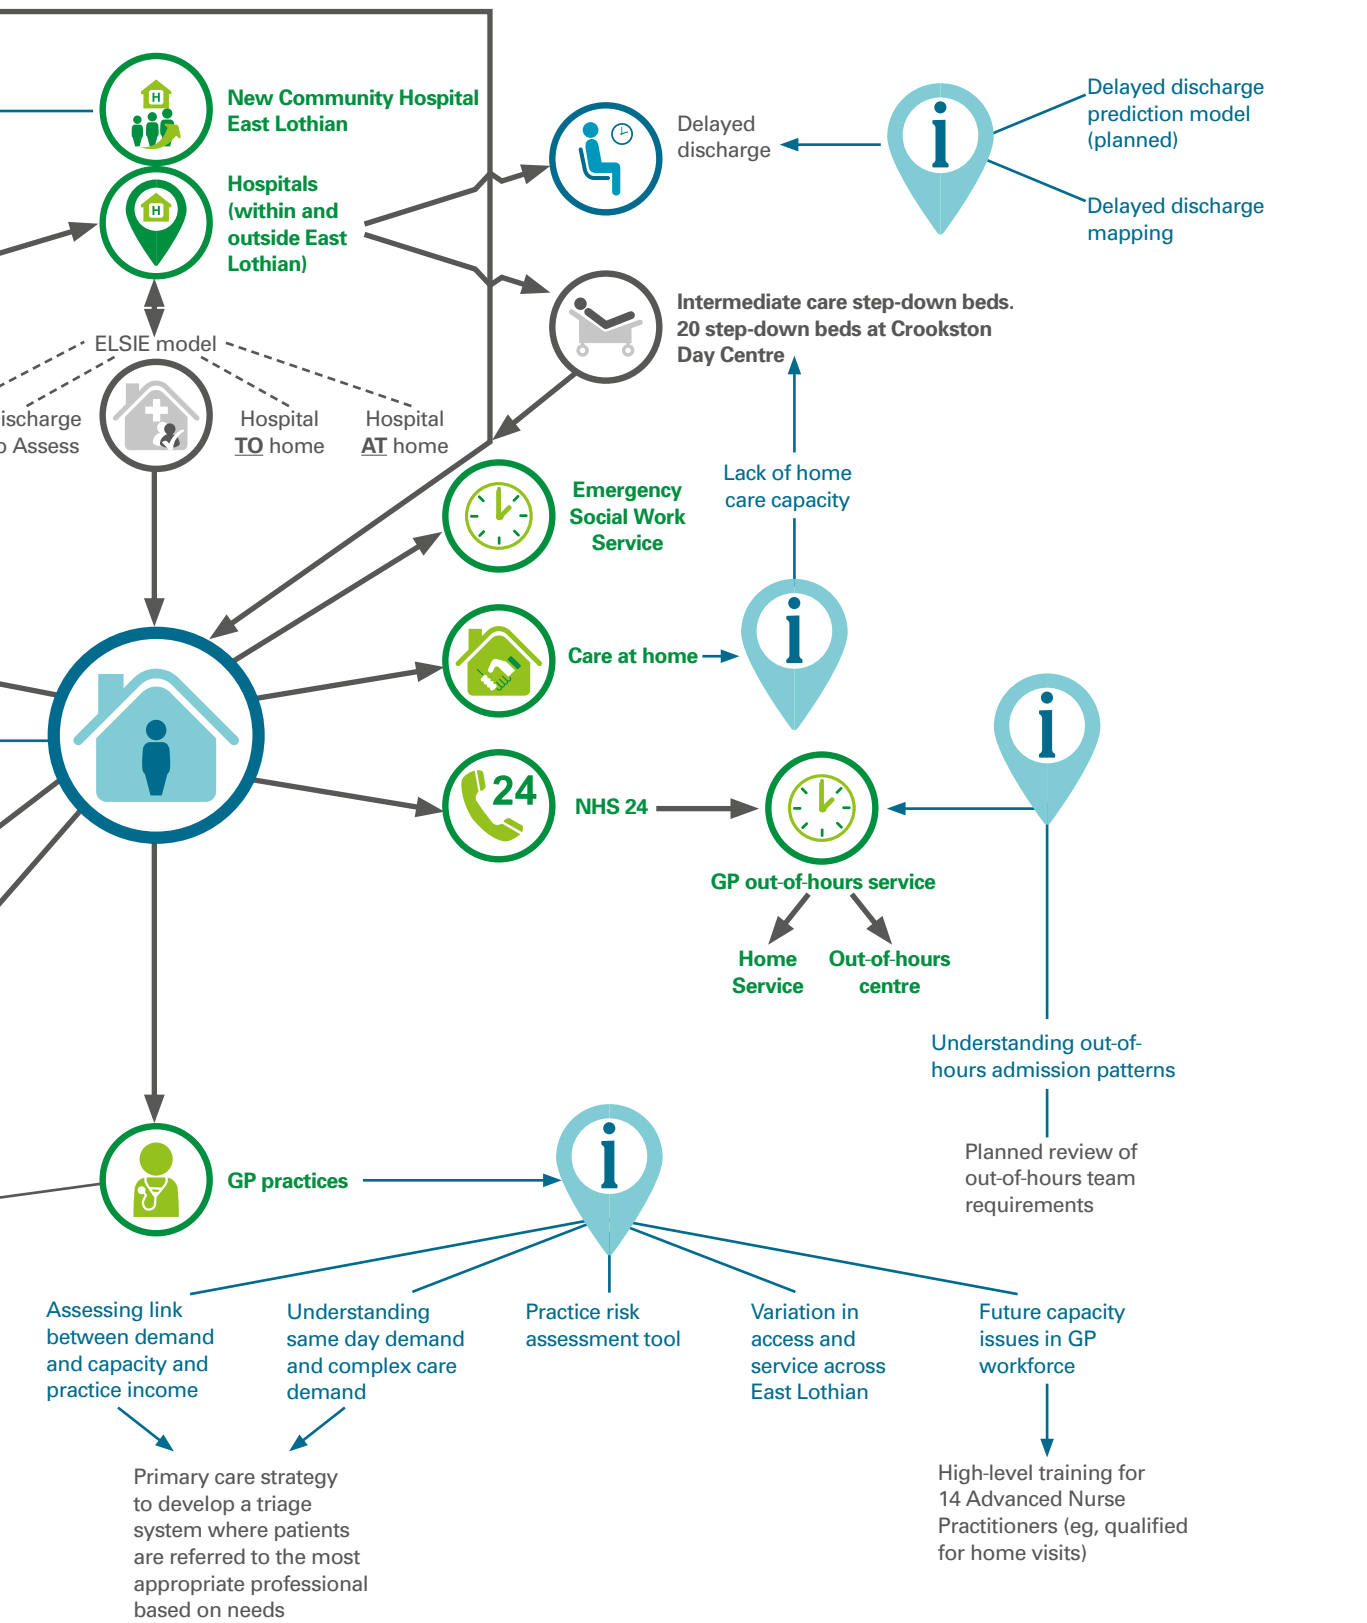 New Community Hospital
East Lothian
Hospitals
(within and
outside East
Lothian)
Delayed
discharge
Delayed discharge
prediction model
(planned)
Delayed discharge
mapping
Intermediate care step-down beds.
20 step-down beds at Crookston
Day Centre
ELSIE model
ischarge
o Assess
Hospital
TO home
Hospital
AT home
Lack of home
care capacity
Emergency
Social Work
Service
Care at home
24
NHS 24
GP out-of-hours service
Home
Service
Out-of-hours
centre
Understanding out-of-
hours admission patterns
Planned review of
out-of-hours team
requirements
GP practices
Assessing link
between demand
and capacity and
practice income
Understanding
same day demand
and complex care
demand
Practice risk
assessment tool
Variation in
access and
service across
East Lothian
Future capacity
issues in GP
workforce
Primary care strategy
to develop a triage
system where patients
are referred to the most
appropriate professional
based on needs
High-level training for
14 Advanced Nurse
Practitioners (eg, qualified
for home visits)
H
H
i
i
i
i